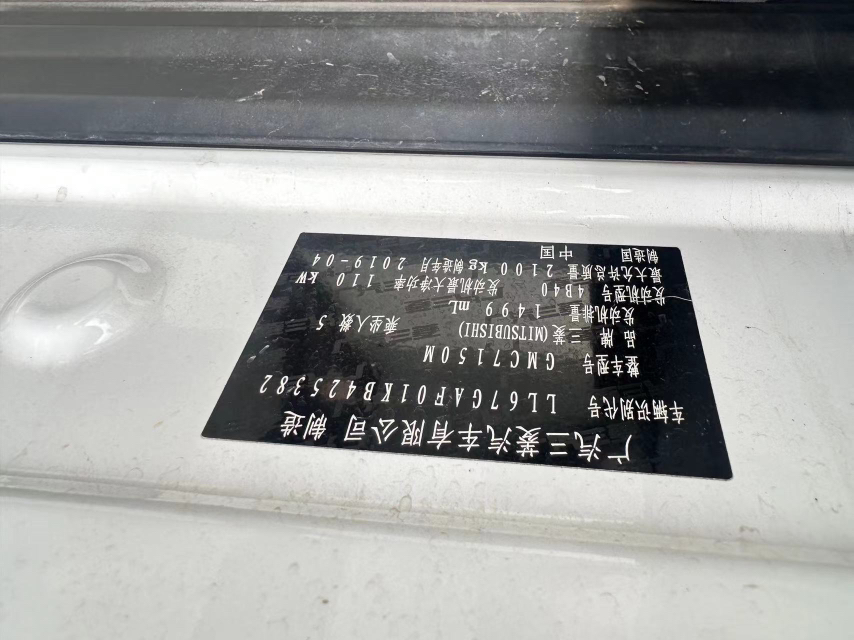 广汽三菱汽车有限公司 制造
车辆识别代号 LL67GAF01KB425382
整车型号 GMC7150M
品 牌 三菱(MITSUBISHI) 乘坐人数 5
发动机排量 1499 mL
发动机型号 4B40 发动机最大净功率 110 kW
最大允许总质量 2100 kg 制造年月 2019-04
制造国 中国